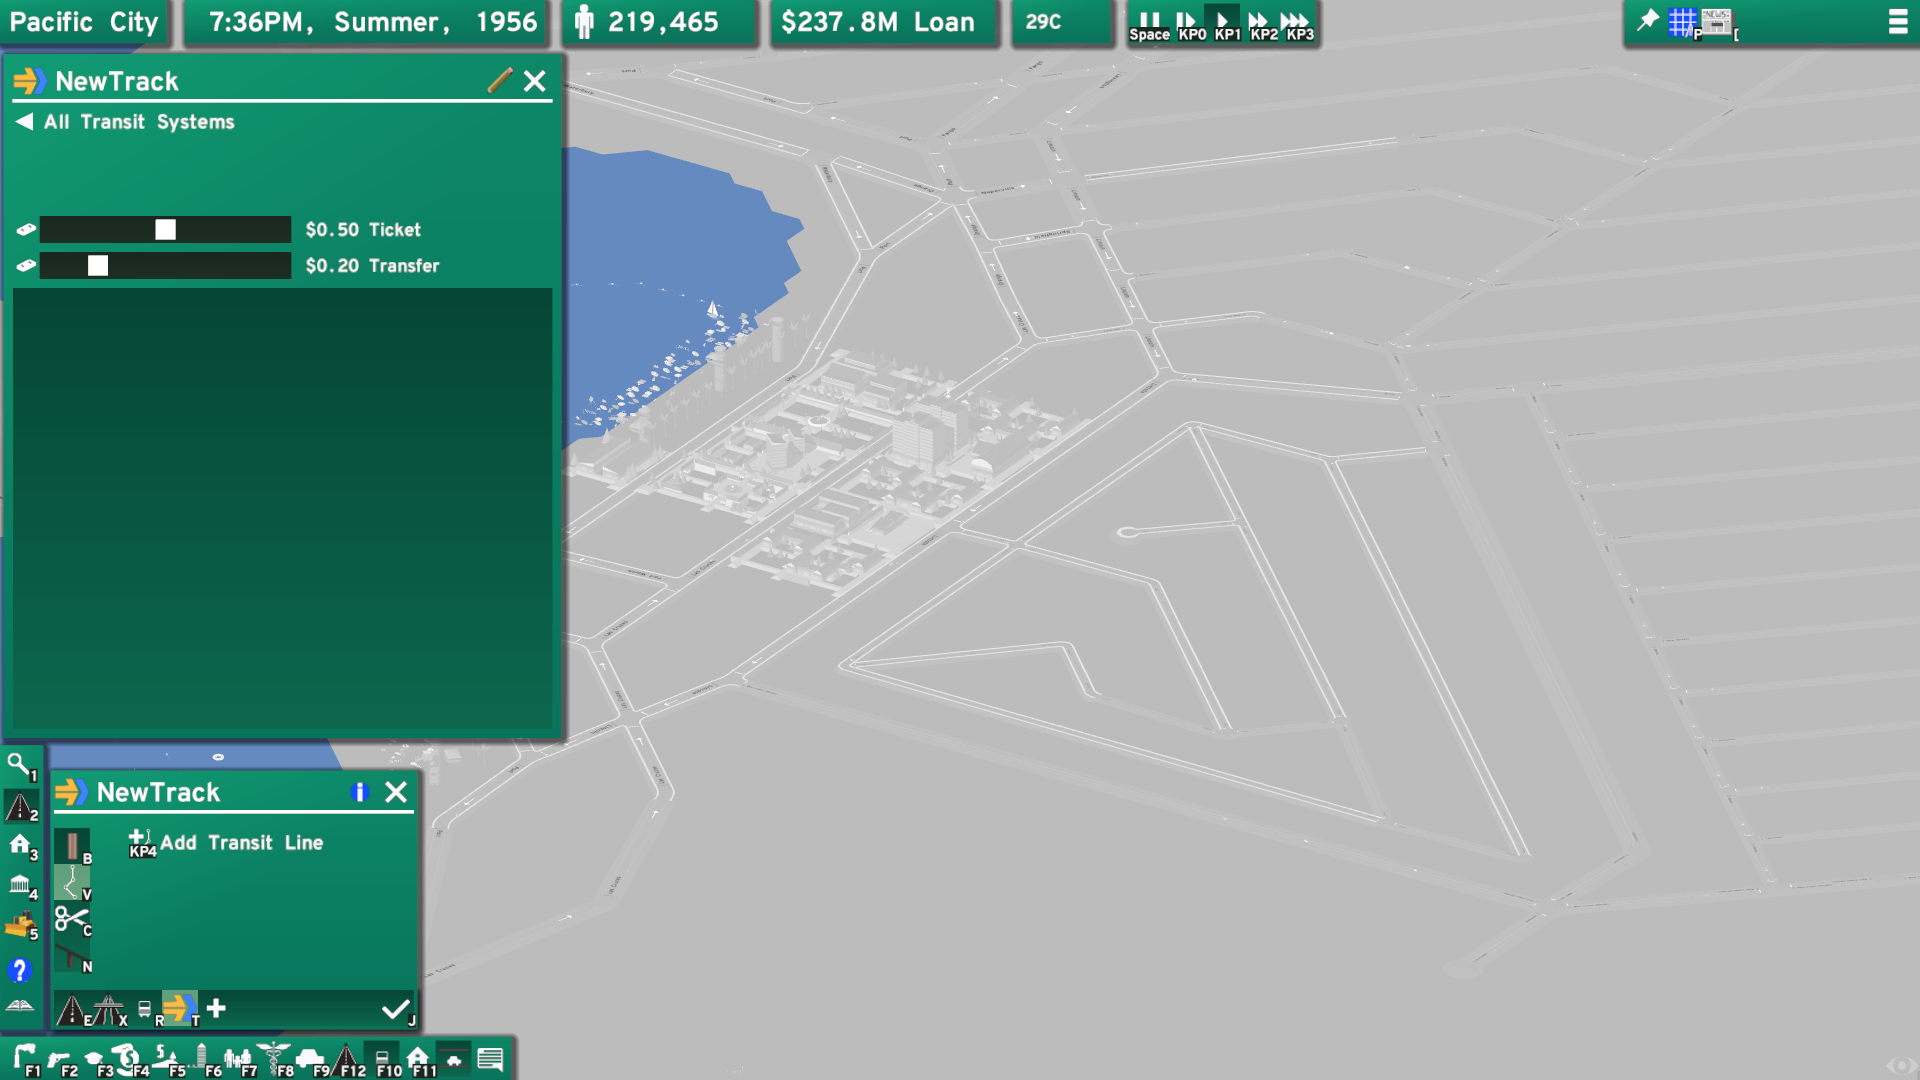 Pacific City
7:36PM, Summer, 1956
219,465
$237.8M Loan
29C
Space KP0 KP1 KP2 KP3
P NEWS [
NewTrack
All Transit Systems
$0.50 Ticket
$0.20 Transfer
1
2
3
4
5
?
NewTrack
i
KP4 Add Transit Line
B
V
C
N
E X R T J
F1 F2 F3 F4 F5 F6 F7 F8 F9 F12 F10 F11